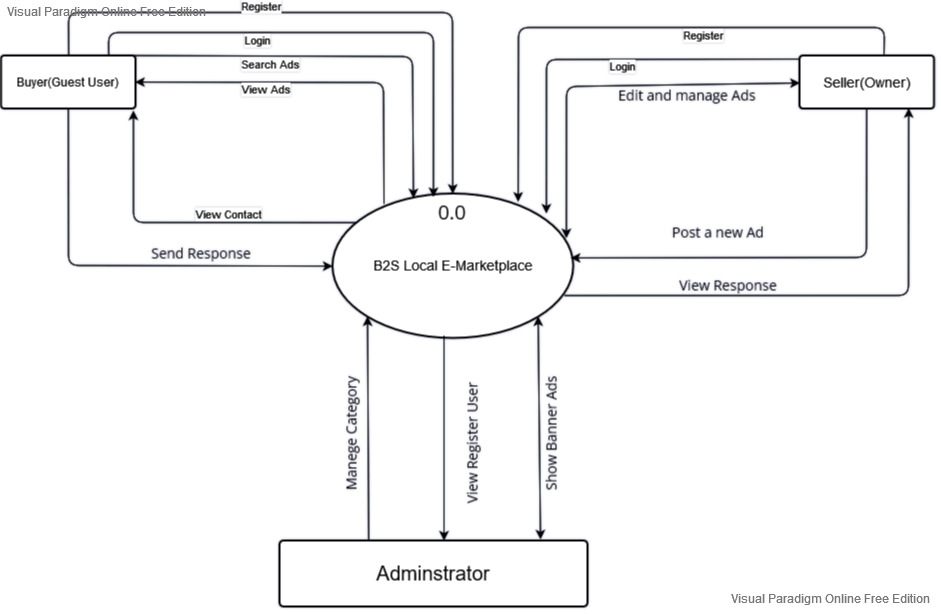 Visual Paradigm Online Free Edition
Register
Login
Search Ads
View Ads
Buyer(Guest User)
View Contact
Send Response
Register
Login
Edit and manage Ads
Seller(Owner)
Post a new Ad
View Response
0.0
B2S Local E-Marketplace
Manege Category
View Register User
Show Banner Ads
Adminstrator
Visual Paradigm Online Free Edition